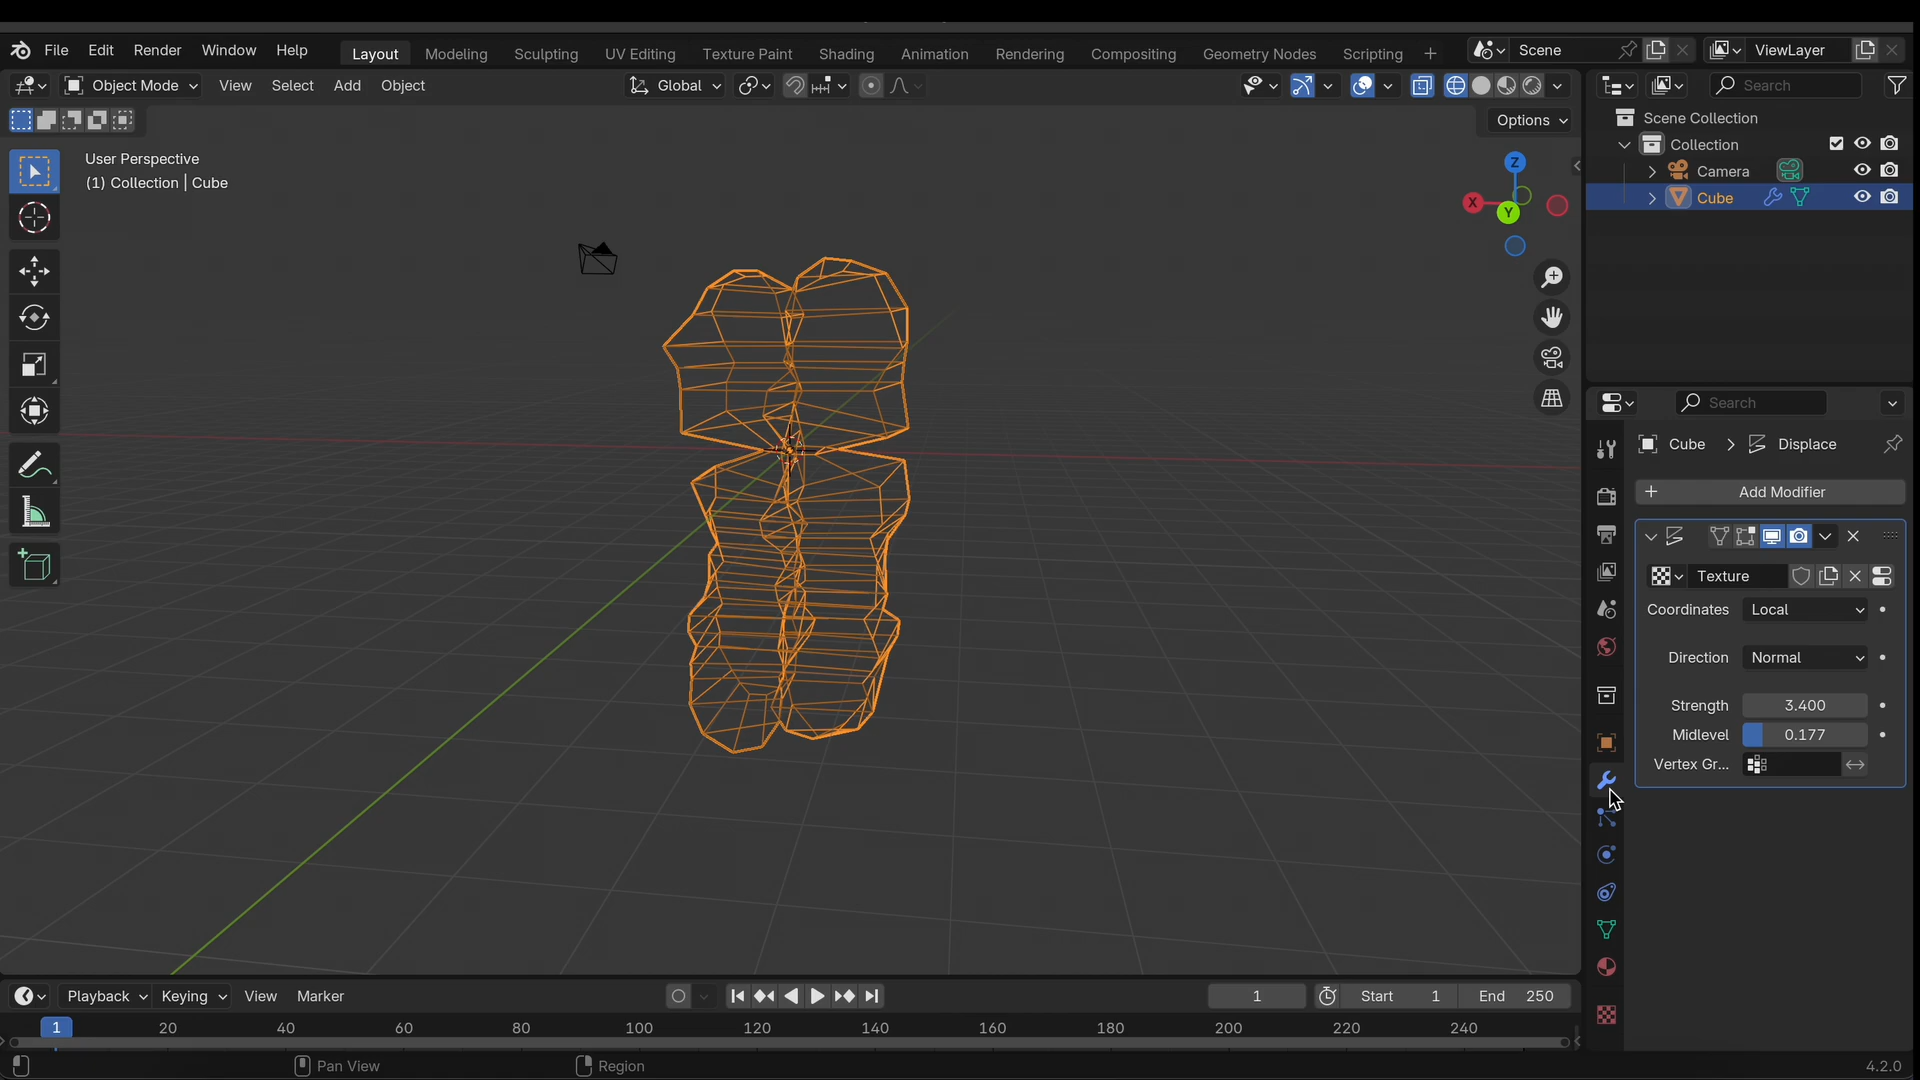 File Edit Render Window Help Layout Modeling Sculpting UV Editing Texture Paint Shading Animation Rendering Compositing Geometry Nodes Scripting + Scene ViewLayer
Object Mode View Select Add Object Global Search
Options
User Perspective
(1) Collection | Cube
Z
X
Y
Scene Collection
Collection
Camera
Cube
Search
Cube > Displace
+ Add Modifier
Texture
Coordinates Local
Direction Normal
Strength 3.400
Midlevel 0.177
Vertex Gr...
Playback Keying View Marker 1 Start 1 End 250
1 20 40 60 80 100 120 140 160 180 200 220 240
Pan View Region 4.2.0